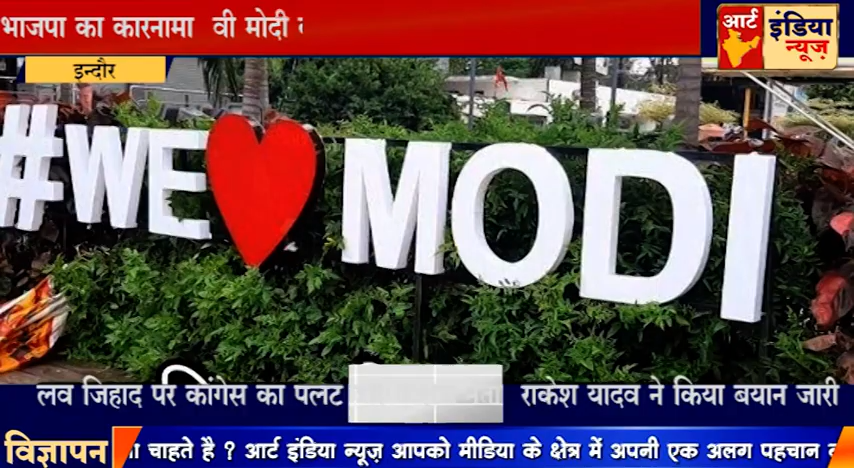 भाजपा का कारनामा वी मोदी
आर्ट इंडिया न्यूज़
इन्दौर
#WE MODI
लव जिहाद पर कांगेस का पलट राकेश यादव ने किया बयान जारी
विज्ञापन चाहते है ? आर्ट इंडिया न्यूज़ आपको मीडिया के क्षेत्र में अपनी एक अलग पहचान